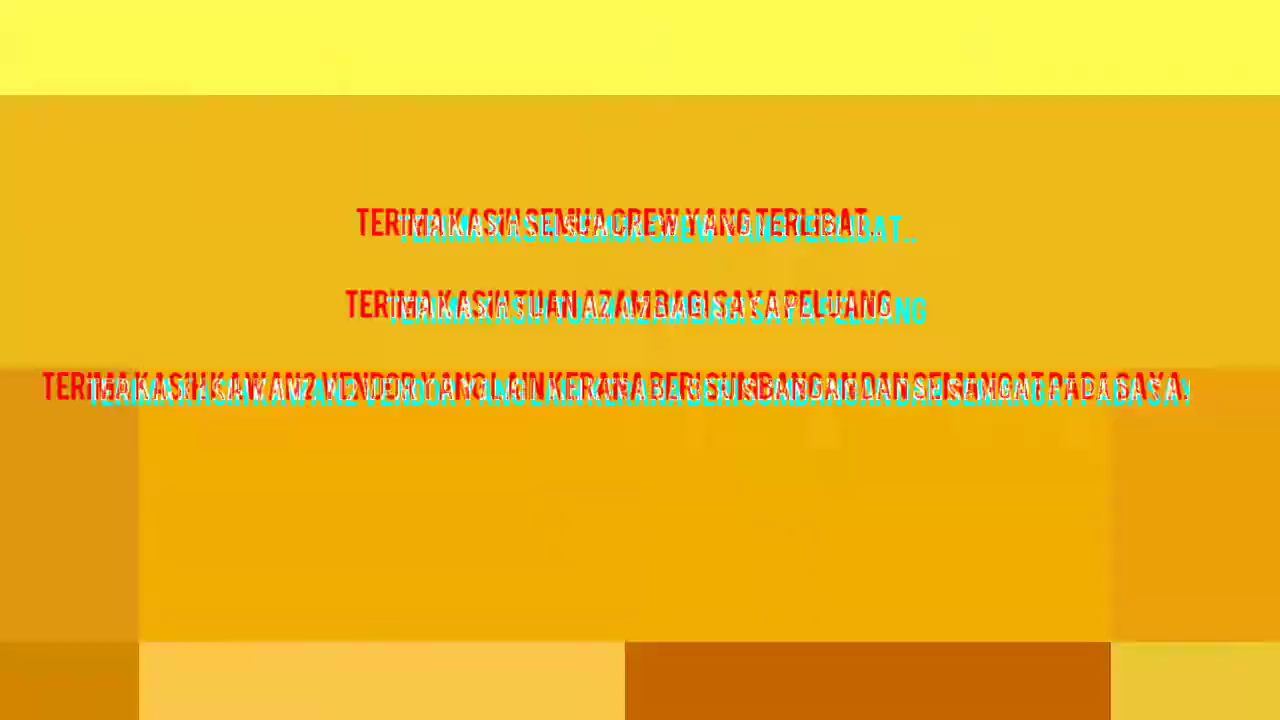 TERIMA KASIH SEMUA CREW YANG TERLIBAT..
TERIMA KASIH TUAN AZAM BAGI SAYA PELUANG
TERIMA KASIH KAWAN2 VENDOR YANG LAIN KERANA BERI SUMBANGAN DAN SEMANGAT PADA SAYA!